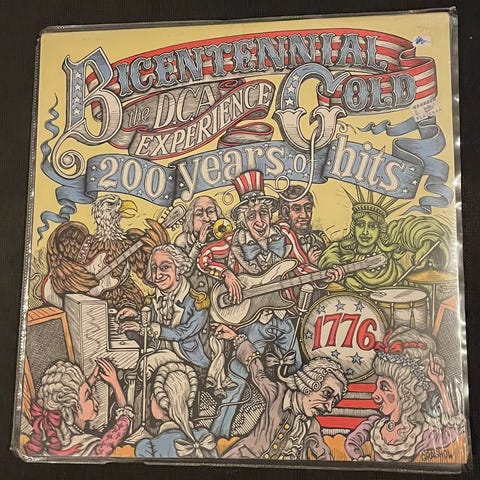 BICENTENNIAL
GOLD
the DCA
EXPERIENCE
200 years of hits
1776